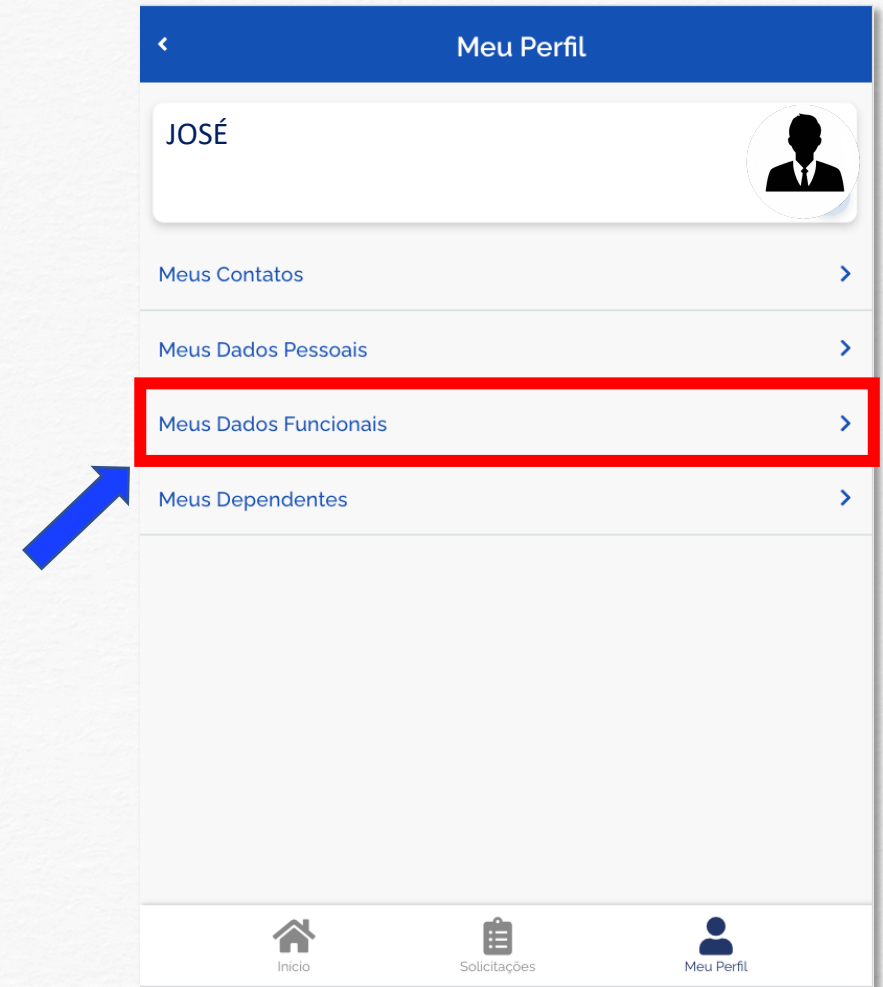 Meu Perfil
JOSÉ
Meus Contatos
Meus Dados Pessoais
Meus Dados Funcionais
Meus Dependentes
Início
Solicitações
Meu Perfil